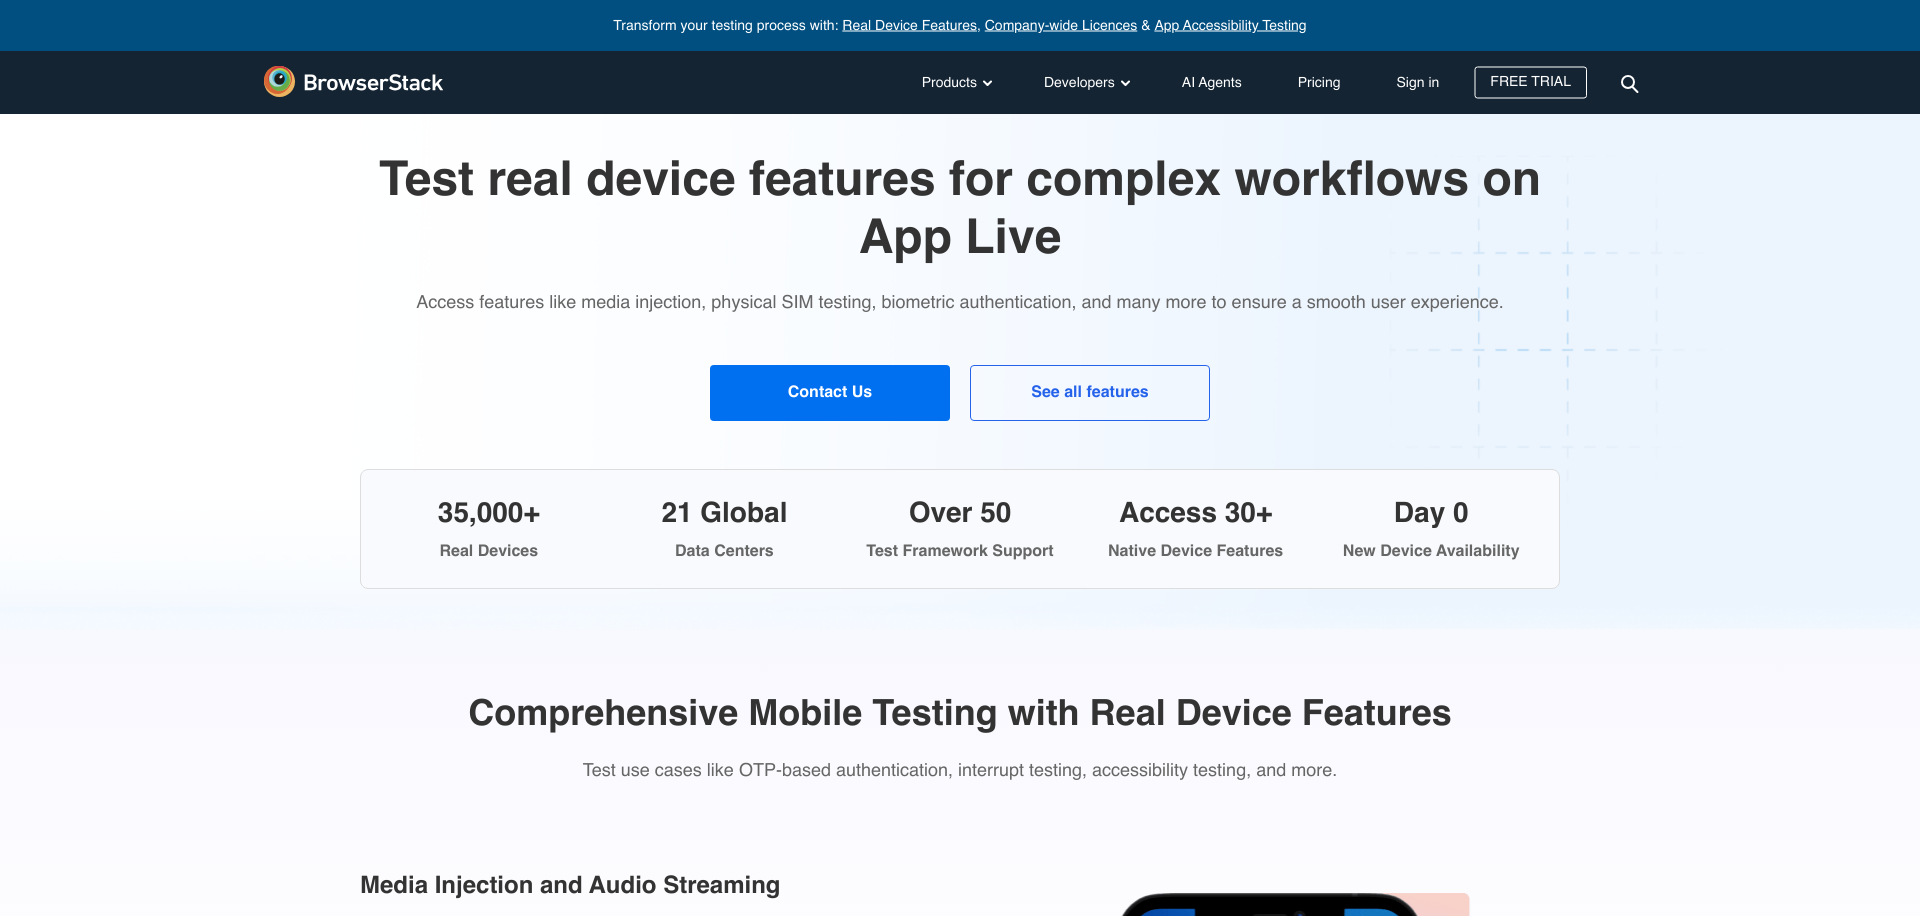 Transform your testing process with: Real Device Features, Company-wide Licences & App Accessibility Testing
BrowserStack
Products
Developers
AI Agents
Pricing
Sign in
FREE TRIAL
Test real device features for complex workflows on
App Live
Access features like media injection, physical SIM testing, biometric authentication, and many more to ensure a smooth user experience.
Contact Us
See all features
35,000+
Real Devices
21 Global
Data Centers
Over 50
Test Framework Support
Access 30+
Native Device Features
Day 0
New Device Availability
Comprehensive Mobile Testing with Real Device Features
Test use cases like OTP-based authentication, interrupt testing, accessibility testing, and more.
Media Injection and Audio Streaming